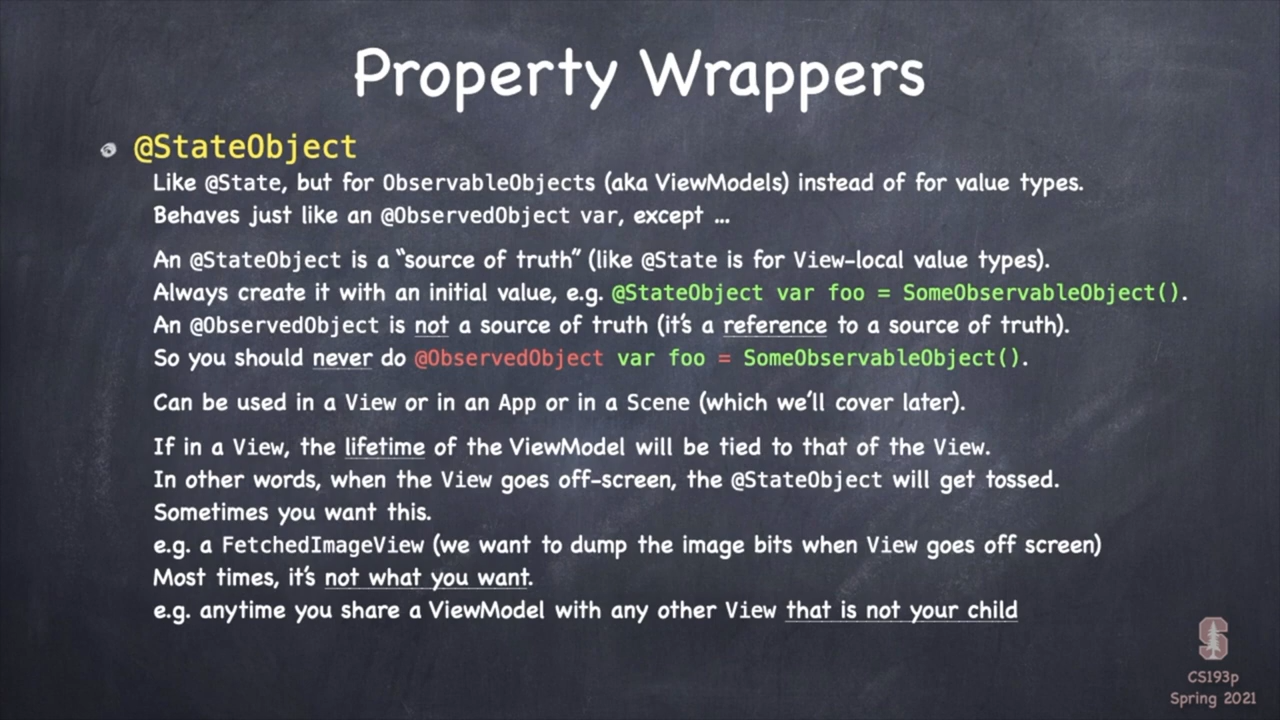 Property Wrappers
@StateObject
Like @State, but for ObservableObjects (aka ViewModels) instead of for value types.
Behaves just like an @ObservedObject var, except …
An @StateObject is a “source of truth” (like @State is for View-local value types).
Always create it with an initial value, e.g. @StateObject var foo = SomeObservableObject().
An @ObservedObject is not a source of truth (it’s a reference to a source of truth).
So you should never do @ObservedObject var foo = SomeObservableObject().
Can be used in a View or in an App or in a Scene (which we’ll cover later).
If in a View, the lifetime of the ViewModel will be tied to that of the View.
In other words, when the View goes off-screen, the @StateObject will get tossed.
Sometimes you want this.
e.g. a FetchedImageView (we want to dump the image bits when View goes off screen)
Most times, it’s not what you want.
e.g. anytime you share a ViewModel with any other View that is not your child
S
CS193p
Spring 2021